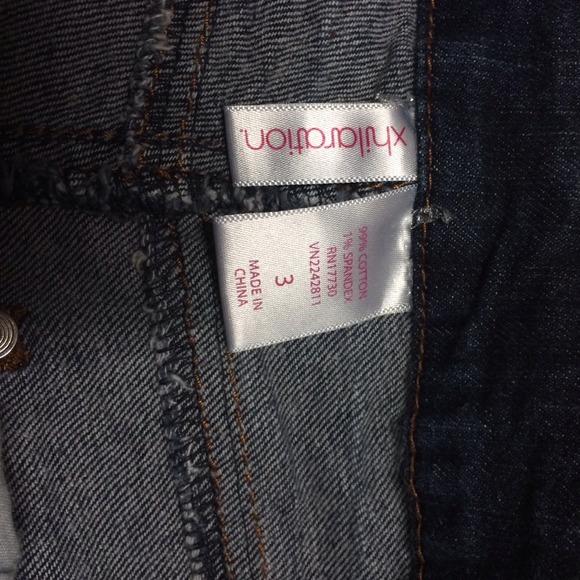 xhilaration.
99% COTTON
1% SPANDEX
RN17730
VN2242811
3
MADE IN
CHINA